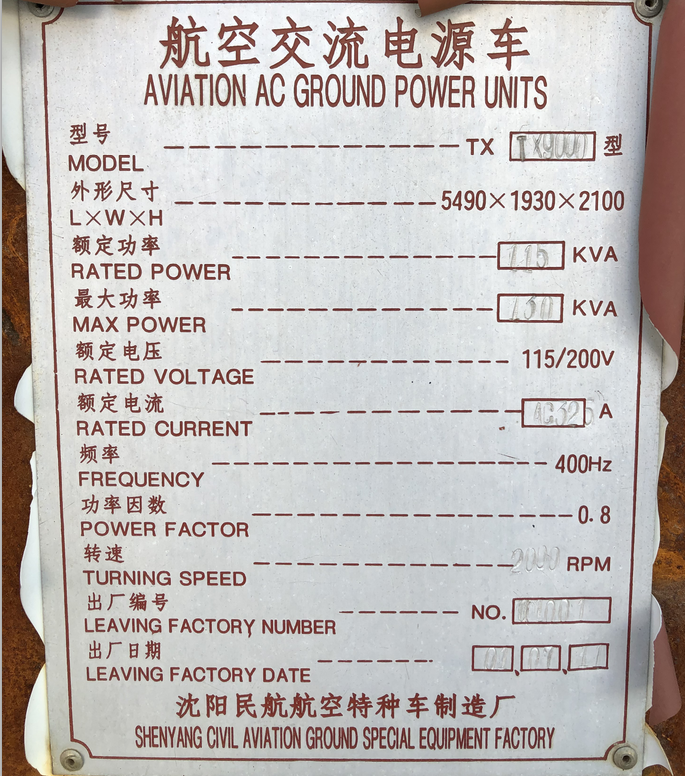 航空交流电源车
AVIATION AC GROUND POWER UNITS
型号 TX 型
MODEL
外形尺寸 5490×1930×2100
L×W×H
额定功率 115 KVA
RATED POWER
最大功率 130 KVA
MAX POWER
额定电压 115/200V
RATED VOLTAGE
额定电流 A
RATED CURRENT
频率 400Hz
FREQUENCY
功率因数 0.8
POWER FACTOR
转速 2000 RPM
TURNING SPEED
出厂编号 NO.
LEAVING FACTORY NUMBER
出厂日期
LEAVING FACTORY DATE
沈阳民航航空特种车制造厂
SHENYANG CIVIL AVIATION GROUND SPECIAL EQUIPMENT FACTORY